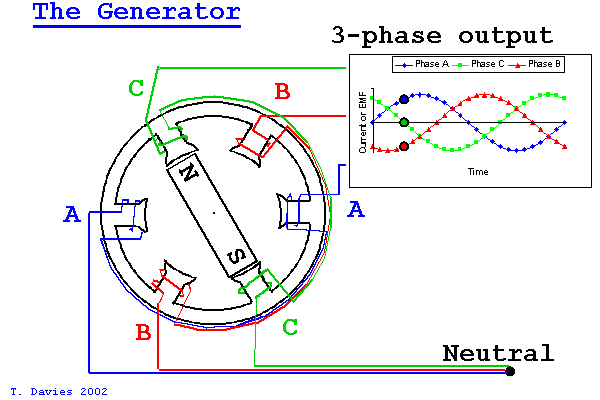 The Generator
3-phase output
C
B
Phase A
Phase C
Phase B
Current or EMF
Time
N
A
A
S
B
C
Neutral
T. Davies 2002